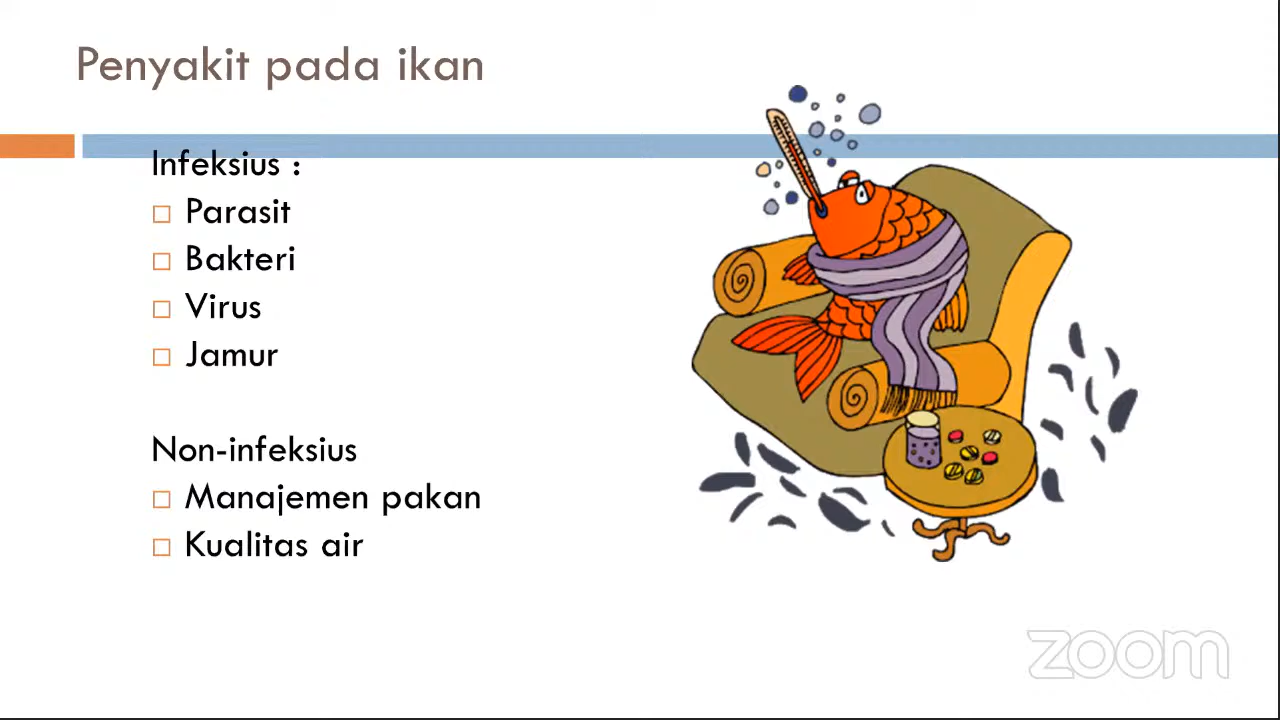 Penyakit pada ikan
Infeksius :
Parasit
Bakteri
Virus
Jamur
Non-infeksius
Manajemen pakan
Kualitas air
zoom